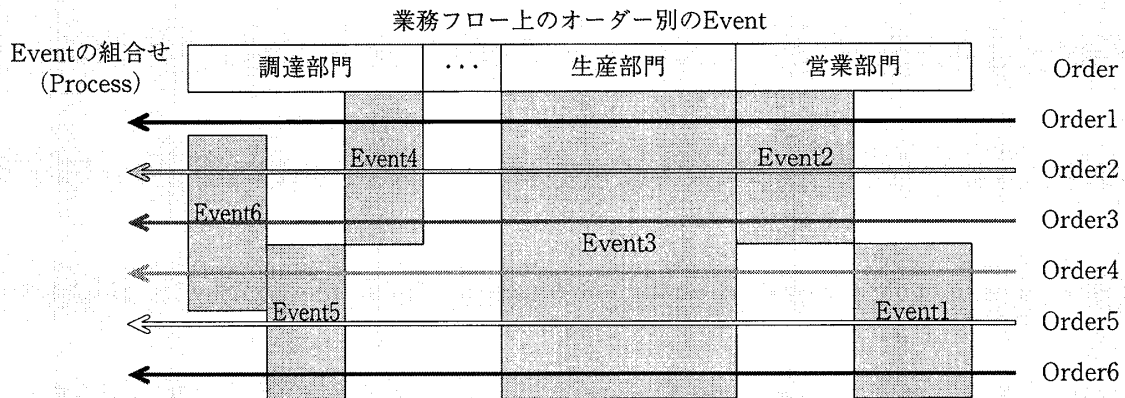 業務フロー上のオーダー別のEvent
Eventの組合せ
(Process)
調達部門 ··· 生産部門 営業部門 Order
Order1
Event4 Event2
Order2
Event6
Order3
Event3
Order4
Event5 Event1
Order5
Order6